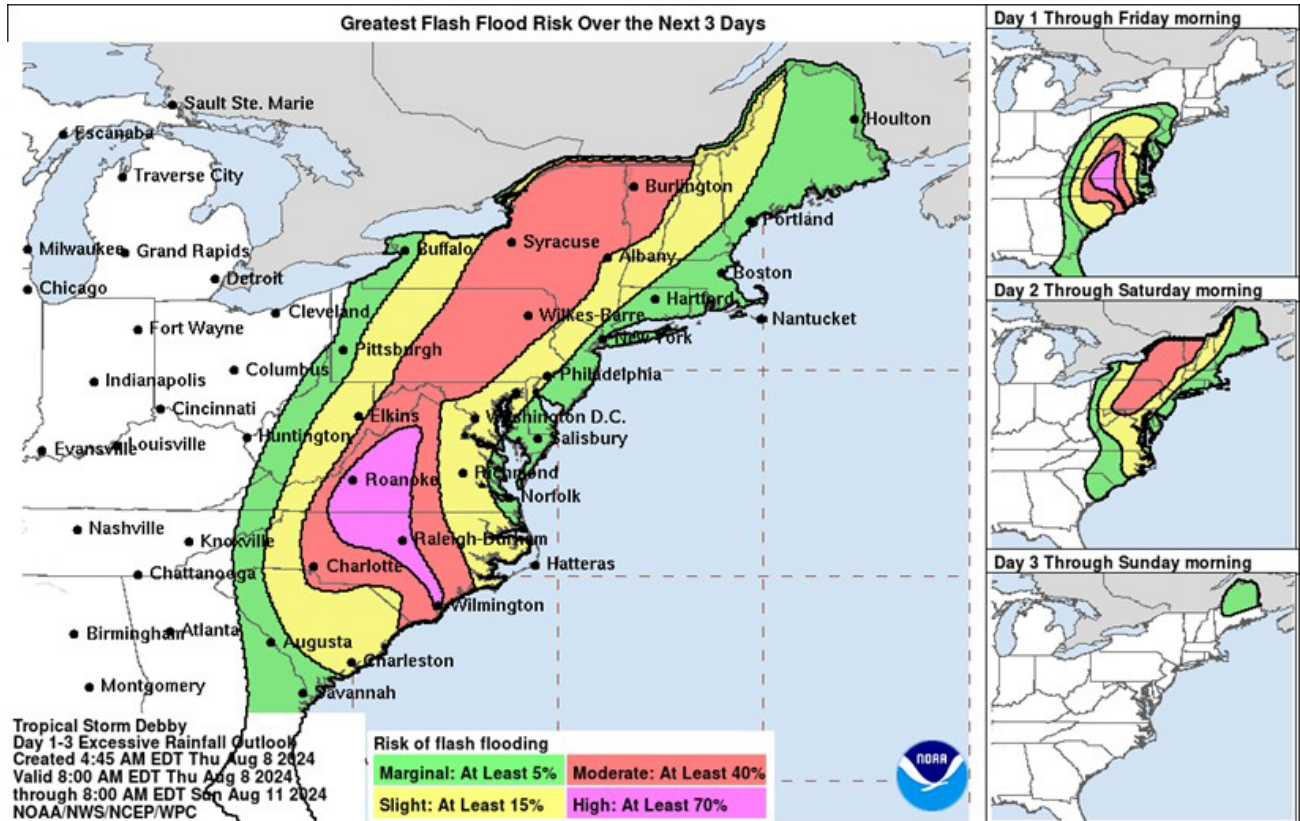 Greatest Flash Flood Risk Over the Next 3 Days
Sault Ste. Marie
Escanaba
Traverse City
Houlton
Burlington
Portland
Milwaukee
Grand Rapids
Buffalo
Syracuse
Albany
Boston
Detroit
Chicago
Hartford
Nantucket
Cleveland
Wilkes-Barre
Fort Wayne
New York
Pittsburgh
Columbus
Philadelphia
Indianapolis
Cincinnati
Elkins
Washington D.C.
Huntington
Salisbury
Louisville
Evansville
Roanoke
Richmond
Norfolk
Nashville
Knoxville
Raleigh-Durham
Charlotte
Hatteras
Chattanooga
Wilmington
Birmingham
Atlanta
Augusta
Charleston
Montgomery
Savannah
Tropical Storm Debby
Day 1-3 Excessive Rainfall Outlook
Created 4:45 AM EDT Thu Aug 8 2024
Valid 8:00 AM EDT Thu Aug 8 2024
through 8:00 AM EDT Sun Aug 11 2024
NOAA/NWS/NCEP/WPC
Risk of flash flooding
Marginal: At Least 5%
Moderate: At Least 40%
Slight: At Least 15%
High: At Least 70%
NOAA
Day 1 Through Friday morning
Day 2 Through Saturday morning
Day 3 Through Sunday morning